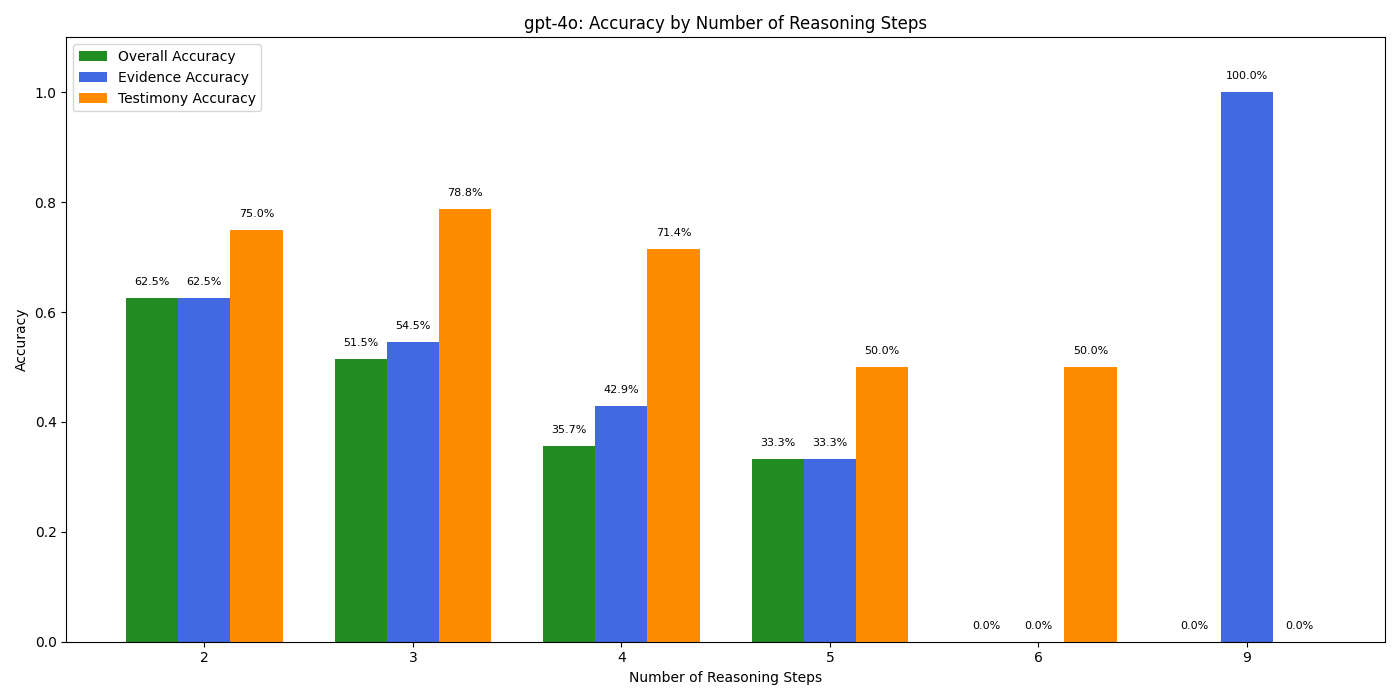 gpt-4o: Accuracy by Number of Reasoning Steps
Overall Accuracy
Evidence Accuracy
Testimony Accuracy
Accuracy
1.0
0.8
0.6
0.4
0.2
0.0
62.5% 62.5% 75.0%
51.5% 54.5% 78.8%
35.7% 42.9% 71.4%
33.3% 33.3% 50.0%
0.0% 0.0% 50.0%
0.0% 100.0% 0.0%
2 3 4 5 6 9
Number of Reasoning Steps